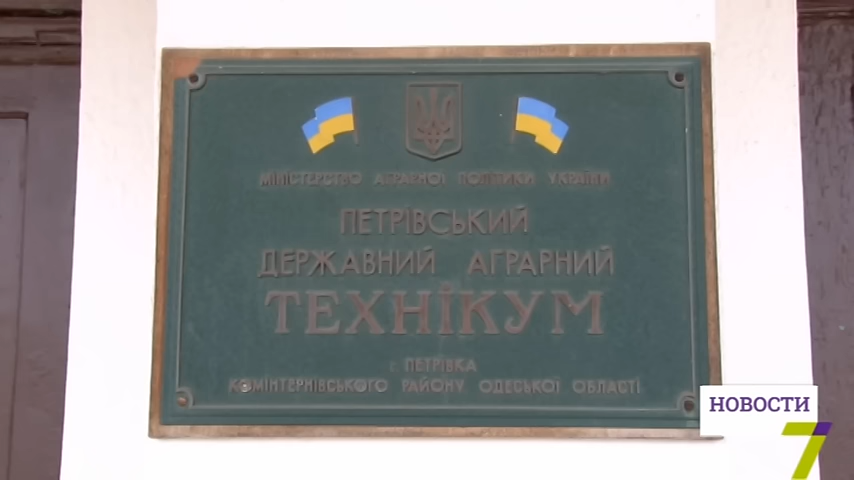 МІНІСТЕРСТВО АГРАРНОЇ ПОЛІТИКИ УКРАЇНИ
ПЕТРІВСЬКИЙ
ДЕРЖАВНИЙ АГРАРНИЙ
ТЕХНІКУМ
с. ПЕТРІВКА
КОМІНТЕРНІВСЬКОГО РАЙОНУ ОДЕСЬКОЇ ОБЛАСТІ
НОВОСТИ
7